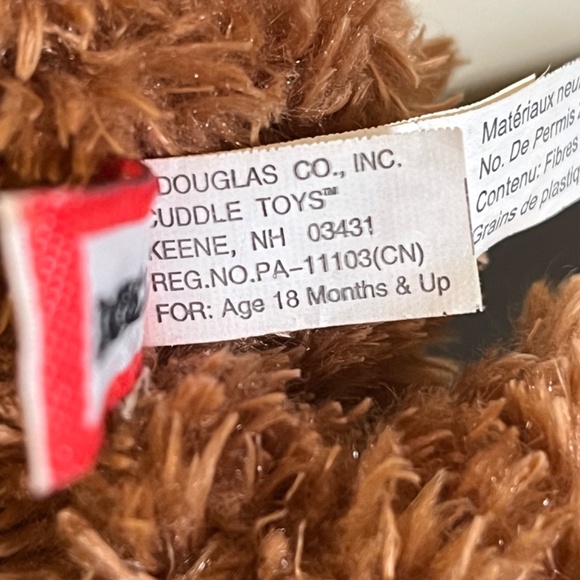 DOUGLAS CO., INC.
CUDDLE TOYS™
KEENE, NH 03431
REG.NO.PA-11103(CN)
FOR: Age 18 Months & Up
Matériaux neu
No. De Permis
Contenu: Fibres
Grains de plastiq